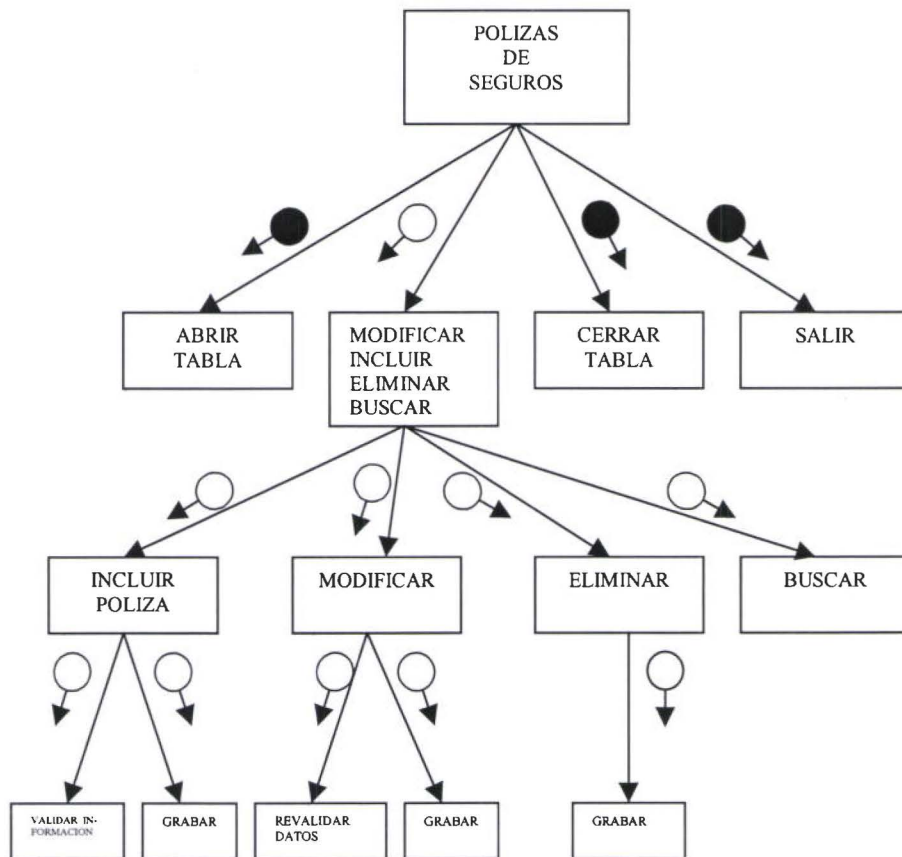 POLIZAS
DE
SEGUROS
ABRIR
TABLA
MODIFICAR
INCLUIR
ELIMINAR
BUSCAR
CERRAR
TABLA
SALIR
INCLUIR
POLIZA
MODIFICAR
ELIMINAR
BUSCAR
VALIDAR IN-
FORMACION
GRABAR
REVALIDAR
DATOS
GRABAR
GRABAR